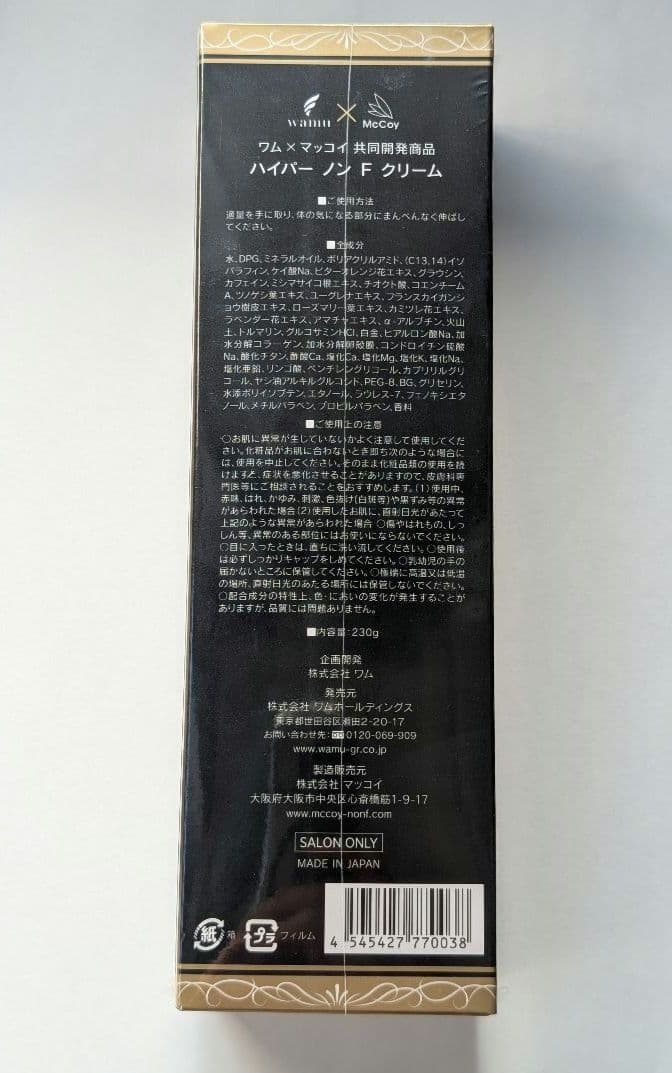 wamu × McCoy
ワム×マッコイ 共同開発商品
ハイパー ノン F クリーム
■ご使用方法
適量を手に取り、体の気になる部分にまんべんなく伸ばし
てください。
■全成分
水、DPG、ミネラルオイル、ポリアクリルアミド、(C13,14)イソ
パラフィン、ケイ酸Na、ビターオレンジ花エキス、グラウシン、
カフェイン、ミシマサイコ根エキス、チオクト酸、コエンチーム
A、ツノゲシ葉エキス、ユーグレナエキス、フランスカイガンシ
ョウ樹皮エキス、ローズマリー葉エキス、カミツレ花エキス、
ラベンダー花エキス、アマチャエキス、α-アルブチン、火山
土、トルマリン、グルコサミンHCl、白金、ヒアルロン酸Na、加
水分解コラーゲン、加水分解卵殻膜、コンドロイチン硫酸
Na、酸化チタン、酢酸Ca、塩化Ca、塩化Mg、塩化K、塩化Na、
塩化亜鉛、リンゴ酸、ペンチレングリコール、カプリリルグリ
コール、ヤシ油アルキルグルコシド、PEG-8、BG、グリセリン、
水添ポリイソブテン、エタノール、ラウレス-7、フェノキシエタ
ノール、メチルパラベン、プロピルパラベン、香料
■ご使用上の注意
○お肌に異常が生じていないかよく注意して使用してくだ
さい。化粧品がお肌に合わないとき即ち次のような場合に
は、使用を中止してください。そのまま化粧品類の使用を続
けますと、症状を悪化させることがありますので、皮膚科専
門医等にご相談されることをおすすめします。(1)使用中、
赤味、はれ、かゆみ、刺激、色抜け(白斑等)や黒ずみ等の異常
があらわれた場合(2)使用したお肌に、直射日光があたって
上記のような異常があらわれた場合 ○傷やはれもの、しっ
しん等、異常のある部位にはお使いにならないでください。
○目に入ったときは、直ちに洗い流してください。○使用後
は必ずしっかりキャップをしめてください。○乳幼児の手の
届かないところに保管してください。○極端に高温又は低温
の場所、直射日光のあたる場所には保管しないでください。
○配合成分の特性上、色・においの変化が発生することが
ありますが、品質には問題ありません。
■内容量：230g
企画開発
株式会社 ワム
発売元
株式会社 ワムホールディングス
東京都世田谷区瀬田2-20-17
お問い合わせ先：0120-069-909
www.wamu-gr.co.jp
製造販売元
株式会社 マッコイ
大阪府大阪市中央区心斎橋筋1-9-17
www.mccoy-nonf.com
SALON ONLY
MADE IN JAPAN
紙 箱 プラ フィルム
4 545427 770038